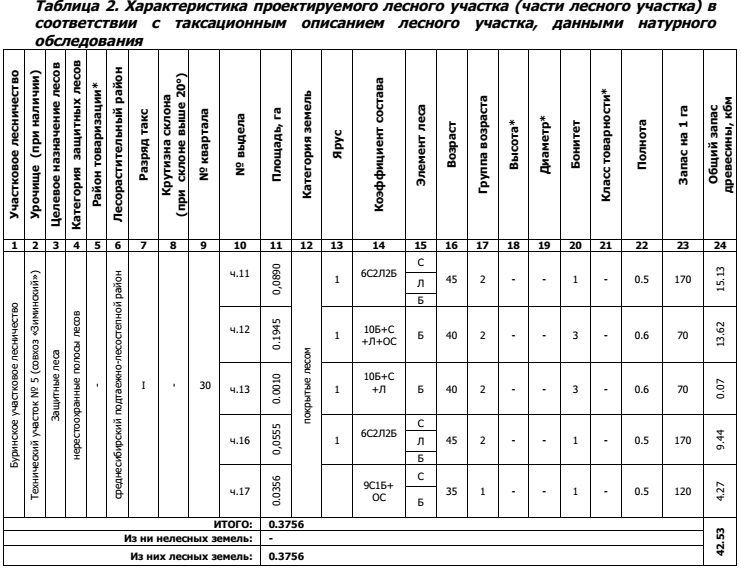 Таблица 2. Характеристика проектируемого лесного участка (части лесного участка) в
соответствии с таксационным описанием лесного участка, данными натурного
обследования
Участковое лесничество
Урочище (при наличии)
Целевое назначение лесов
Категория защитных лесов
Район товаризации*
Лесорастительный район
Разряд такс
Крутизна склона
(при склоне выше 20°)
№ квартала
№ выдела
Площадь, га
Категория земель
Ярус
Коэффициент состава
Элемент леса
Возраст
Группа возраста
Высота*
Диаметр*
Бонитет
Класс товарности*
Полнота
Запас на 1 га
Общий запас
древесины, кбм
1 2 3 4 5 6 7 8 9 10 11 12 13 14 15 16 17 18 19 20 21 22 23 24
Буринское участковое лесничество
Технический участок № 5 (совхоз «Зиминский»)
Защитные леса
нерестоохранные полосы лесов
-
среднесибирский подтаежно-лесостепной район
I
-
30
покрытые лесом
ч.11 0,0890 1 6С2Л2Б С Л Б 45 2 - - 1 - 0.5 170 15.13
ч.12 0.1945 1 10Б+С
+Л+ОС Б 40 2 - - 3 - 0.6 70 13.62
ч.13 0.0010 1 10Б+С
+Л Б 40 2 - - 3 - 0.6 70 0.07
ч.16 0,0555 1 6С2Л2Б С Л Б 45 2 - - 1 - 0.5 170 9.44
ч.17 0.0356 9С1Б+
ОС С Б 35 1 - - 1 - 0.5 120 4.27
ИТОГО: 0.3756
Из ни нелесных земель: -
Из них лесных земель: 0.3756
42.53